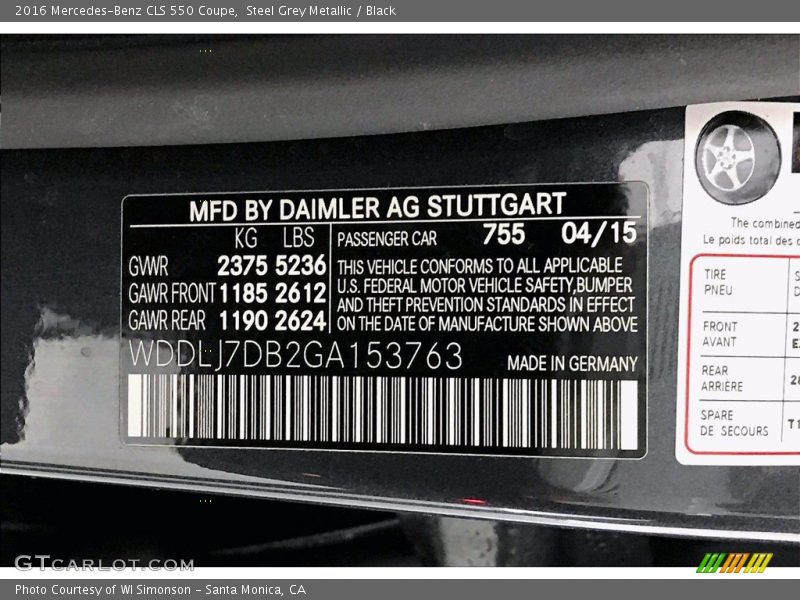 2016 Mercedes-Benz CLS 550 Coupe, Steel Grey Metallic / Black
MFD BY DAIMLER AG STUTTGART
KG LBS
GVWR 2375 5236
GAWR FRONT 1185 2612
GAWR REAR 1190 2624
PASSENGER CAR 755 04/15
THIS VEHICLE CONFORMS TO ALL APPLICABLE
U.S. FEDERAL MOTOR VEHICLE SAFETY,BUMPER
AND THEFT PREVENTION STANDARDS IN EFFECT
ON THE DATE OF MANUFACTURE SHOWN ABOVE
WDDLJ7DB2GA153763
MADE IN GERMANY
The combined
Le poids total des
TIRE
PNEU
FRONT
AVANT
REAR
ARRIÈRE
SPARE
DE SECOURS
GTCARLOT.COM
Photo Courtesy of WI Simonson - Santa Monica, CA